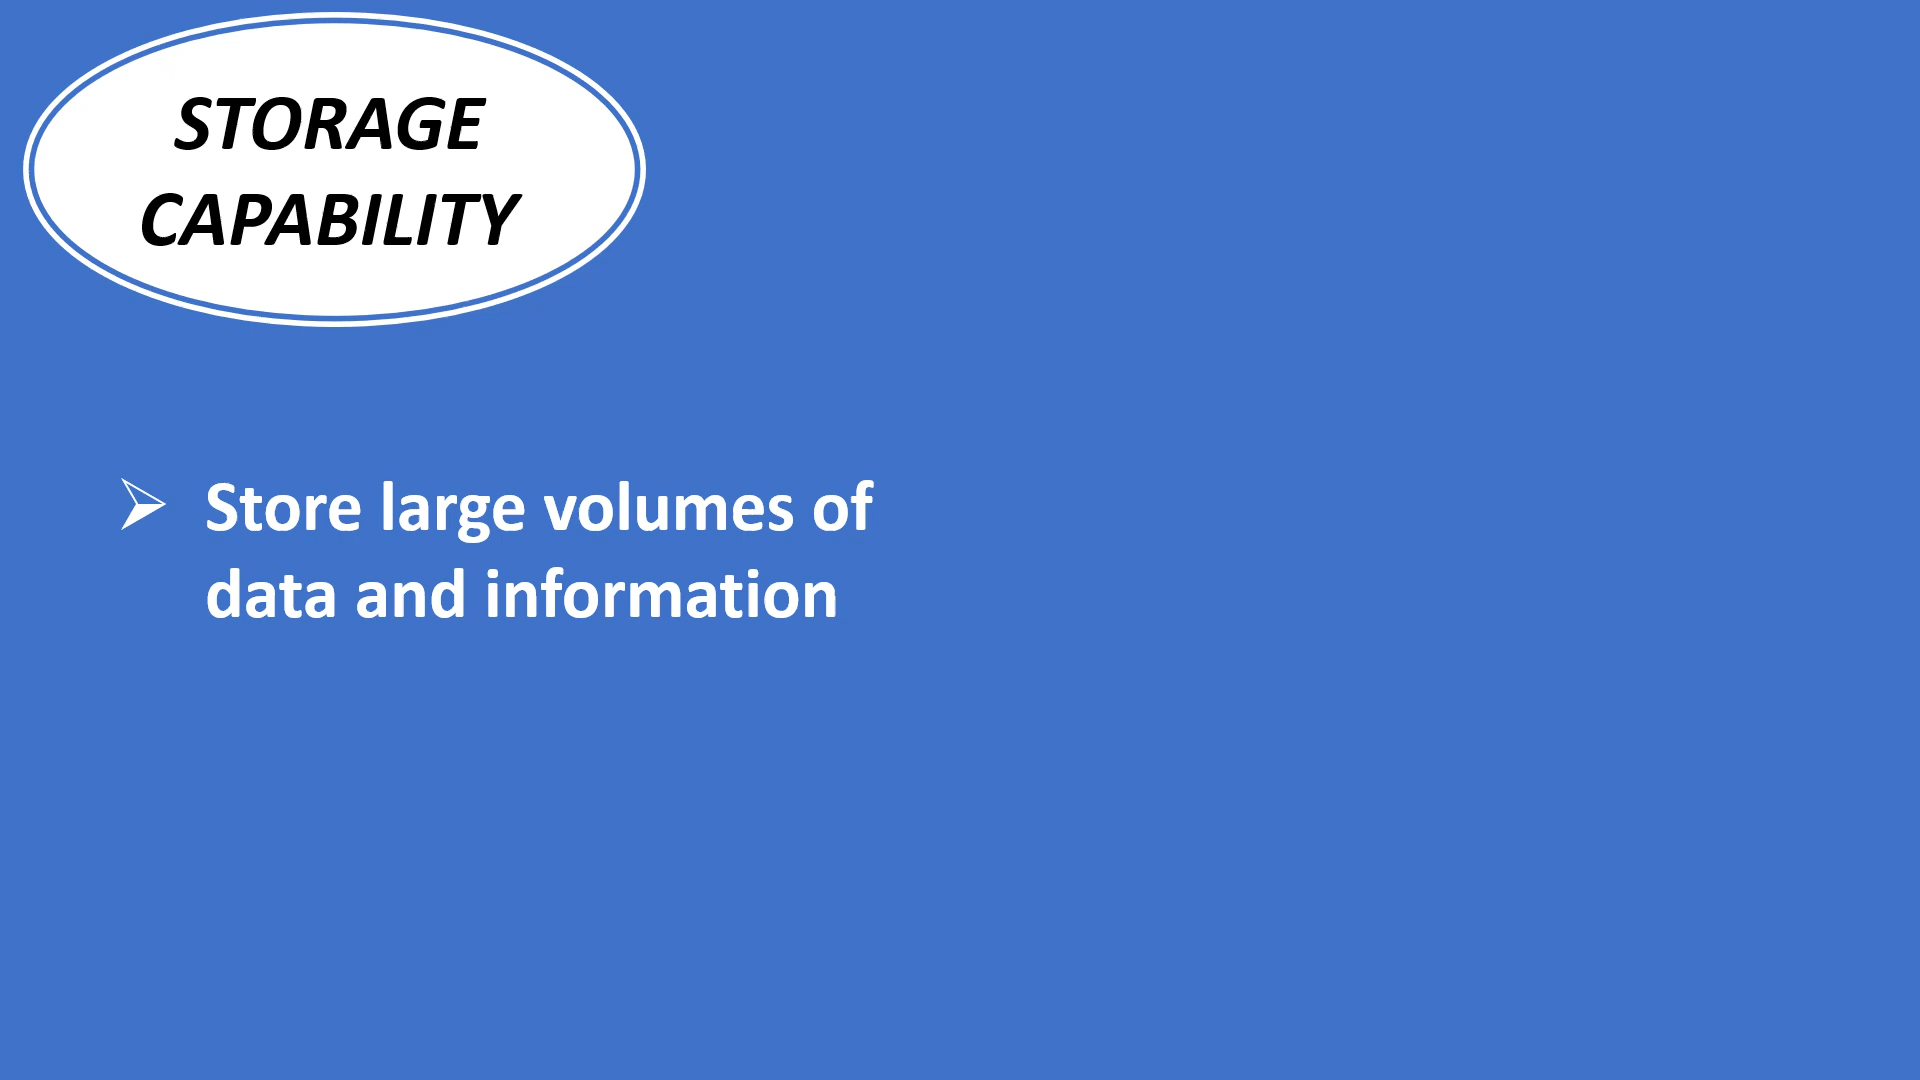 STORAGE
CAPABILITY
Store large volumes of
data and information